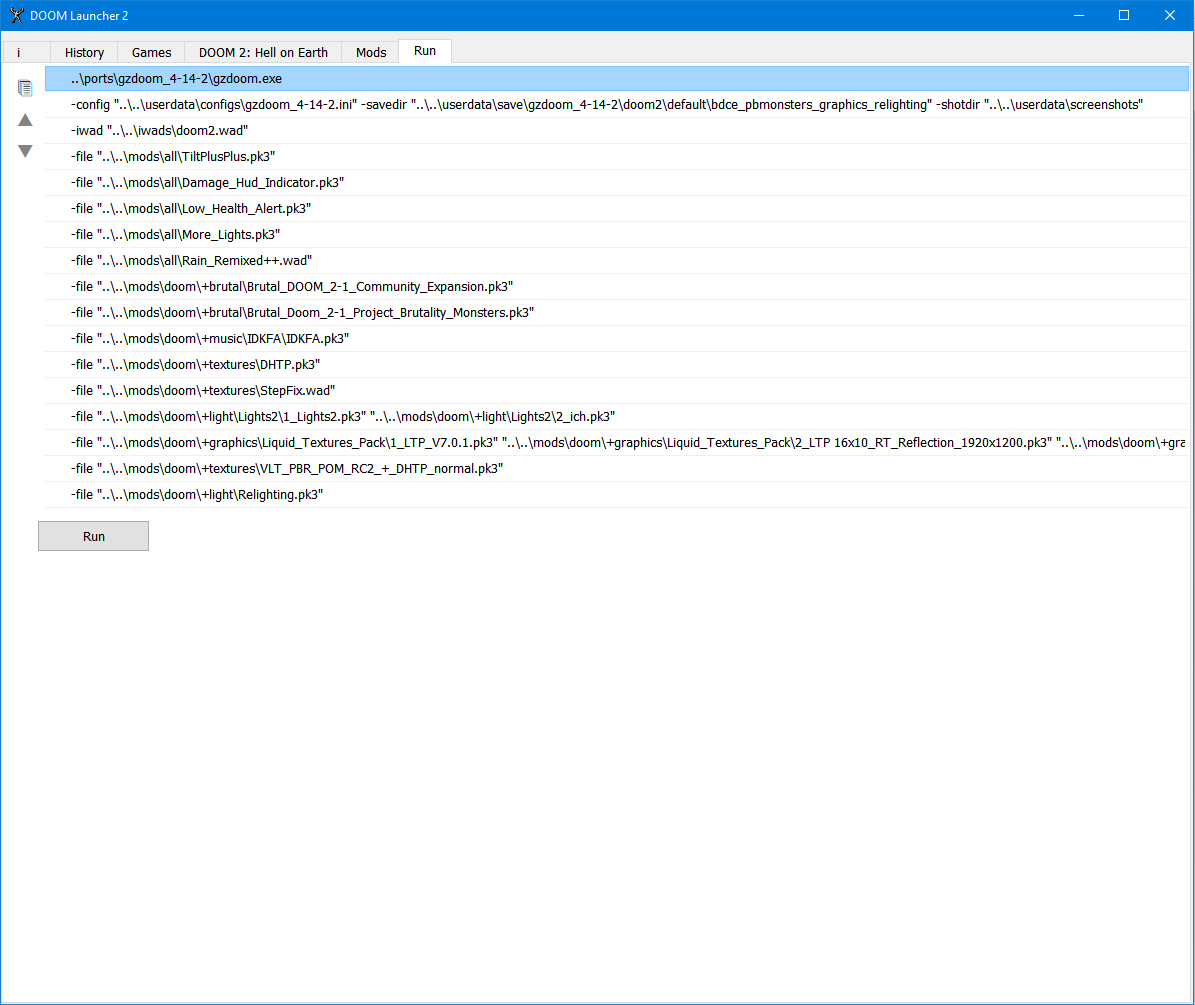 DOOM Launcher 2
i History Games DOOM 2: Hell on Earth Mods Run
..\ports\gzdoom_4-14-2\gzdoom.exe
-config "..\..\userdata\configs\gzdoom_4-14-2.ini" -savedir "..\..\userdata\save\gzdoom_4-14-2\doom2\default\bdce_pbmonsters_graphics_relighting" -shotdir "..\..\userdata\screenshots"
-iwad "..\..\iwads\doom2.wad"
-file "..\..\mods\all\TiltPlusPlus.pk3"
-file "..\..\mods\all\Damage_Hud_Indicator.pk3"
-file "..\..\mods\all\Low_Health_Alert.pk3"
-file "..\..\mods\all\More_Lights.pk3"
-file "..\..\mods\all\Rain_Remixed++.wad"
-file "..\..\mods\doom\+brutal\Brutal_DOOM_2-1_Community_Expansion.pk3"
-file "..\..\mods\doom\+brutal\Brutal_Doom_2-1_Project_Brutality_Monsters.pk3"
-file "..\..\mods\doom\+music\IDKFA\IDKFA.pk3"
-file "..\..\mods\doom\+textures\DHTP.pk3"
-file "..\..\mods\doom\+textures\StepFix.wad"
-file "..\..\mods\doom\+light\Lights2\1_Lights2.pk3" "..\..\mods\doom\+light\Lights2\2_ich.pk3"
-file "..\..\mods\doom\+graphics\Liquid_Textures_Pack\1_LTP_V7.0.1.pk3" "..\..\mods\doom\+graphics\Liquid_Textures_Pack\2_LTP 16x10_RT_Reflection_1920x1200.pk3" "..\..\mods\doom\+gra
-file "..\..\mods\doom\+textures\VLT_PBR_POM_RC2_+_DHTP_normal.pk3"
-file "..\..\mods\doom\+light\Relighting.pk3"
Run